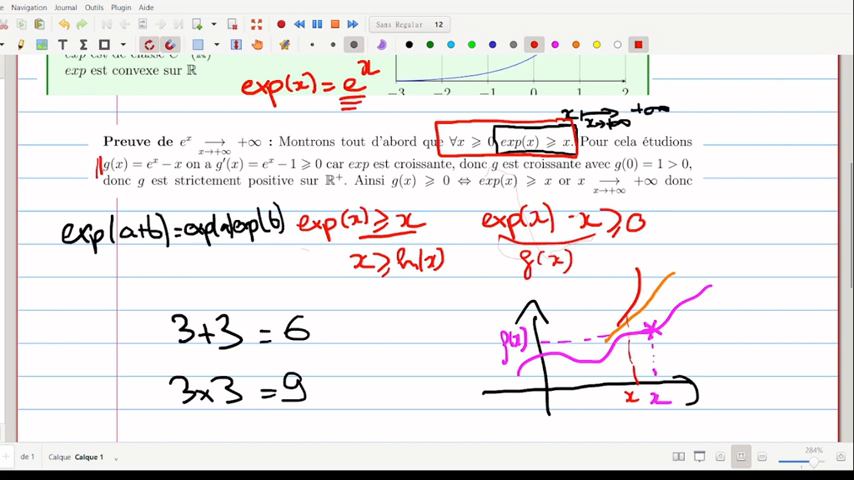 Navigation Journal Outils Plugin Aide
Sans Regular 12
exp(x) = e^x
exp est convexe sur ℝ
-3 -2 -1 0 1 2
x → +∞
x→+∞
Preuve de e^x → +∞ : Montrons tout d'abord que ∀x ⩾ 0 exp(x) ⩾ x. Pour cela étudions
x→+∞
g(x) = e^x − x on a g'(x) = e^x − 1 ⩾ 0 car exp est croissante, donc g est croissante avec g(0) = 1 > 0,
donc g est strictement positive sur ℝ⁺. Ainsi g(x) ⩾ 0 ⇔ exp(x) ⩾ x or x → +∞ donc
x→+∞
exp(a+b)=exp(a)exp(b) exp(x) ⩾ x exp(x) - x ⩾ 0
x ⩾ ln(x) g(x)
3+3 = 6
f(x)
3×3 = 9
x x
de 1 Calque Calque 1 284%